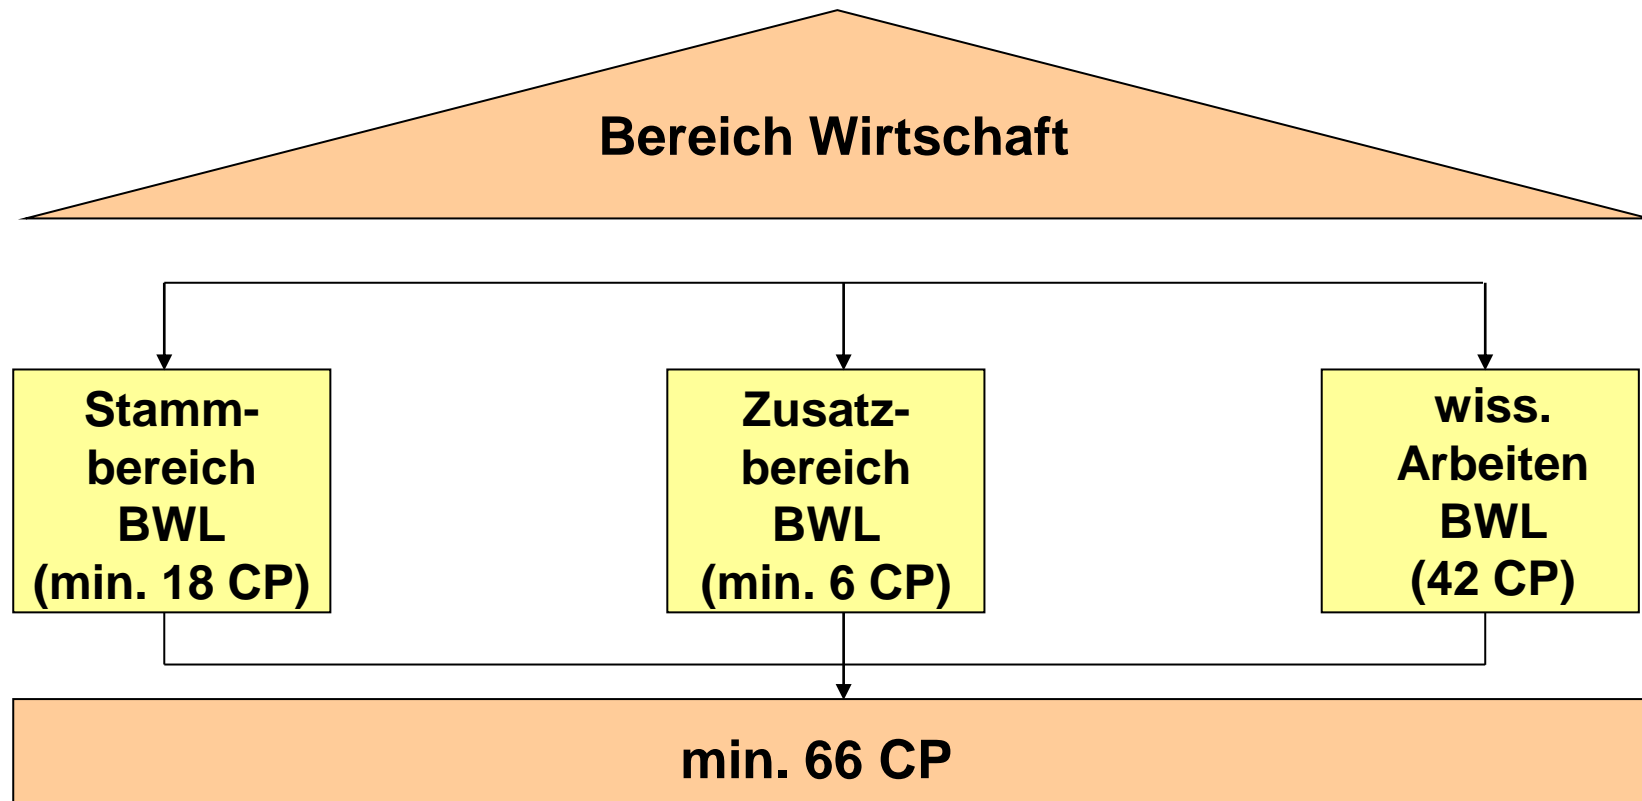 Bereich Wirtschaft
Stamm-
bereich
BWL
(min. 18 CP)
Zusatz-
bereich
BWL
(min. 6 CP)
wiss.
Arbeiten
BWL
(42 CP)
min. 66 CP